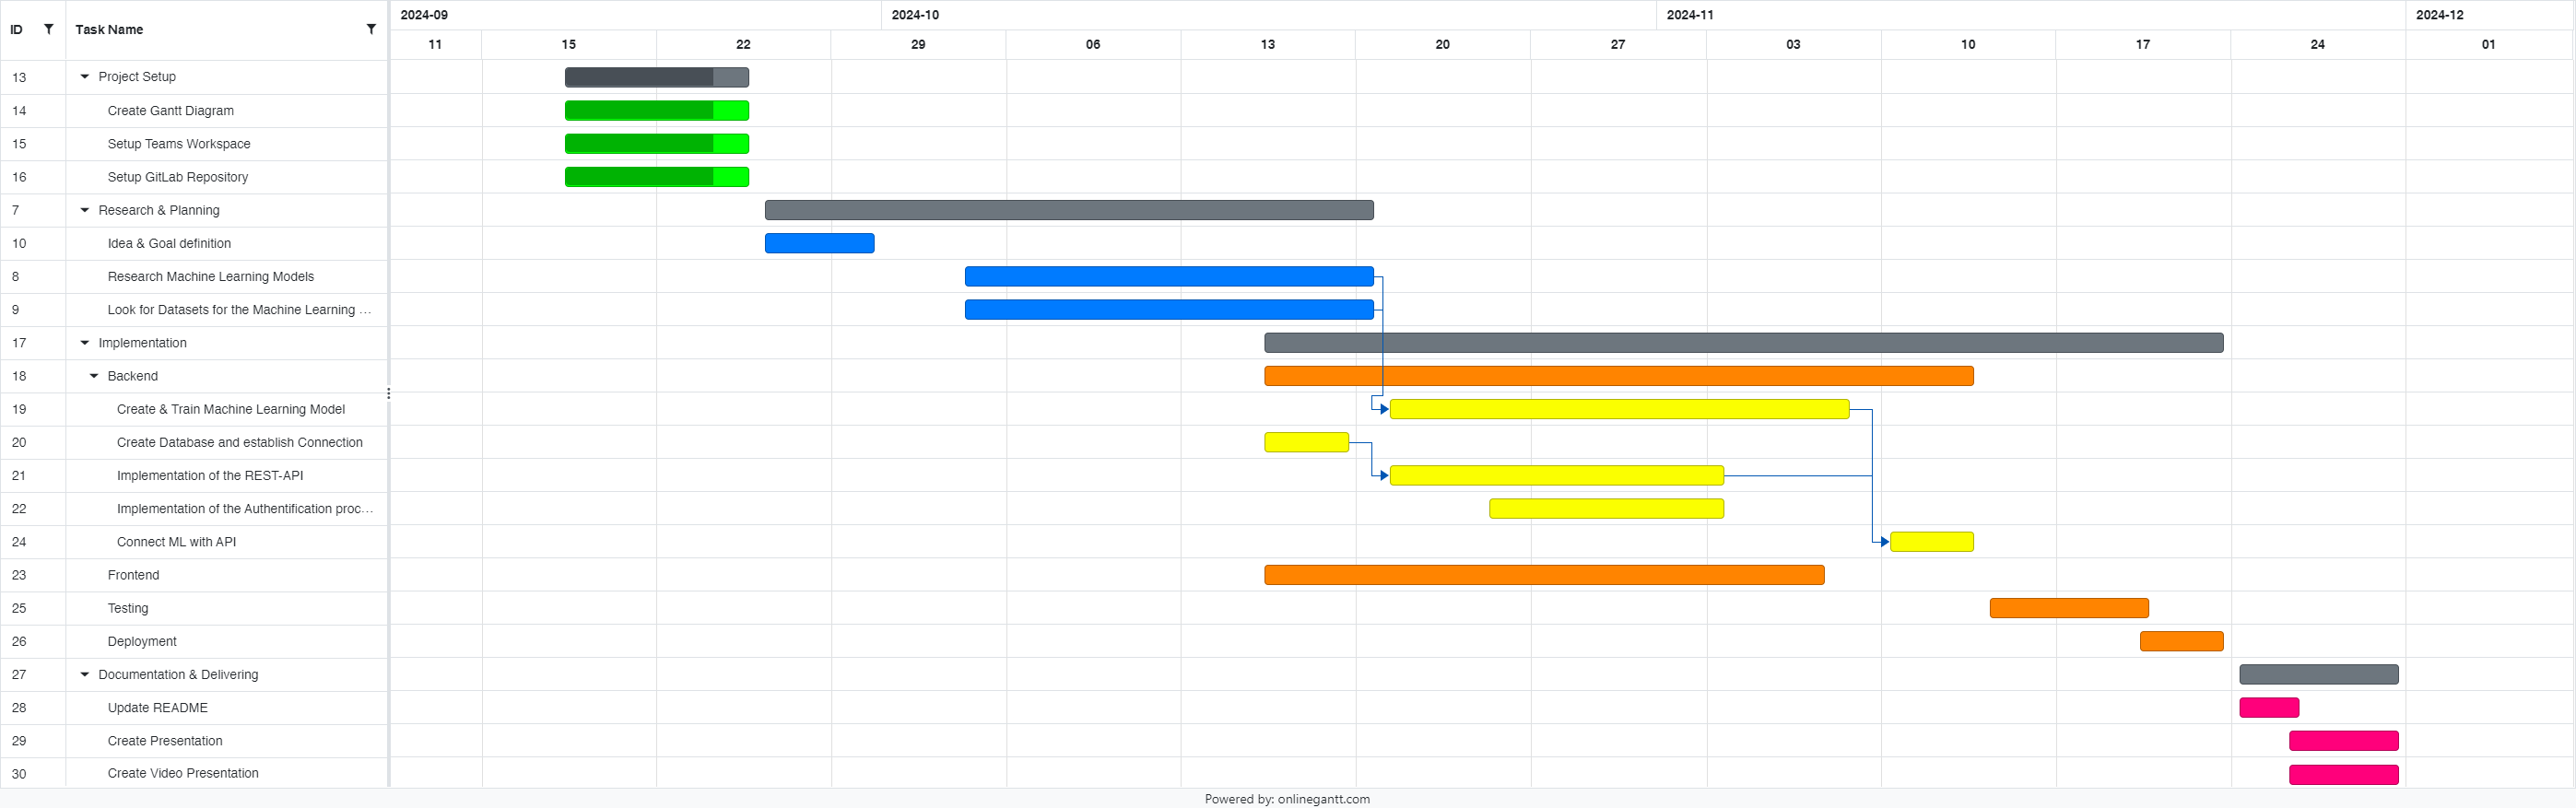 2024-09 2024-10 2024-11 2024-12
ID Task Name
11 15 22 29 06 13 20 27 03 10 17 24 01
13 Project Setup
14 Create Gantt Diagram
15 Setup Teams Workspace
16 Setup GitLab Repository
7 Research & Planning
10 Idea & Goal definition
8 Research Machine Learning Models
9 Look for Datasets for the Machine Learning ...
17 Implementation
18 Backend
19 Create & Train Machine Learning Model
20 Create Database and establish Connection
21 Implementation of the REST-API
22 Implementation of the Authentification proc...
24 Connect ML with API
23 Frontend
25 Testing
26 Deployment
27 Documentation & Delivering
28 Update README
29 Create Presentation
30 Create Video Presentation
Powered by: onlinegantt.com